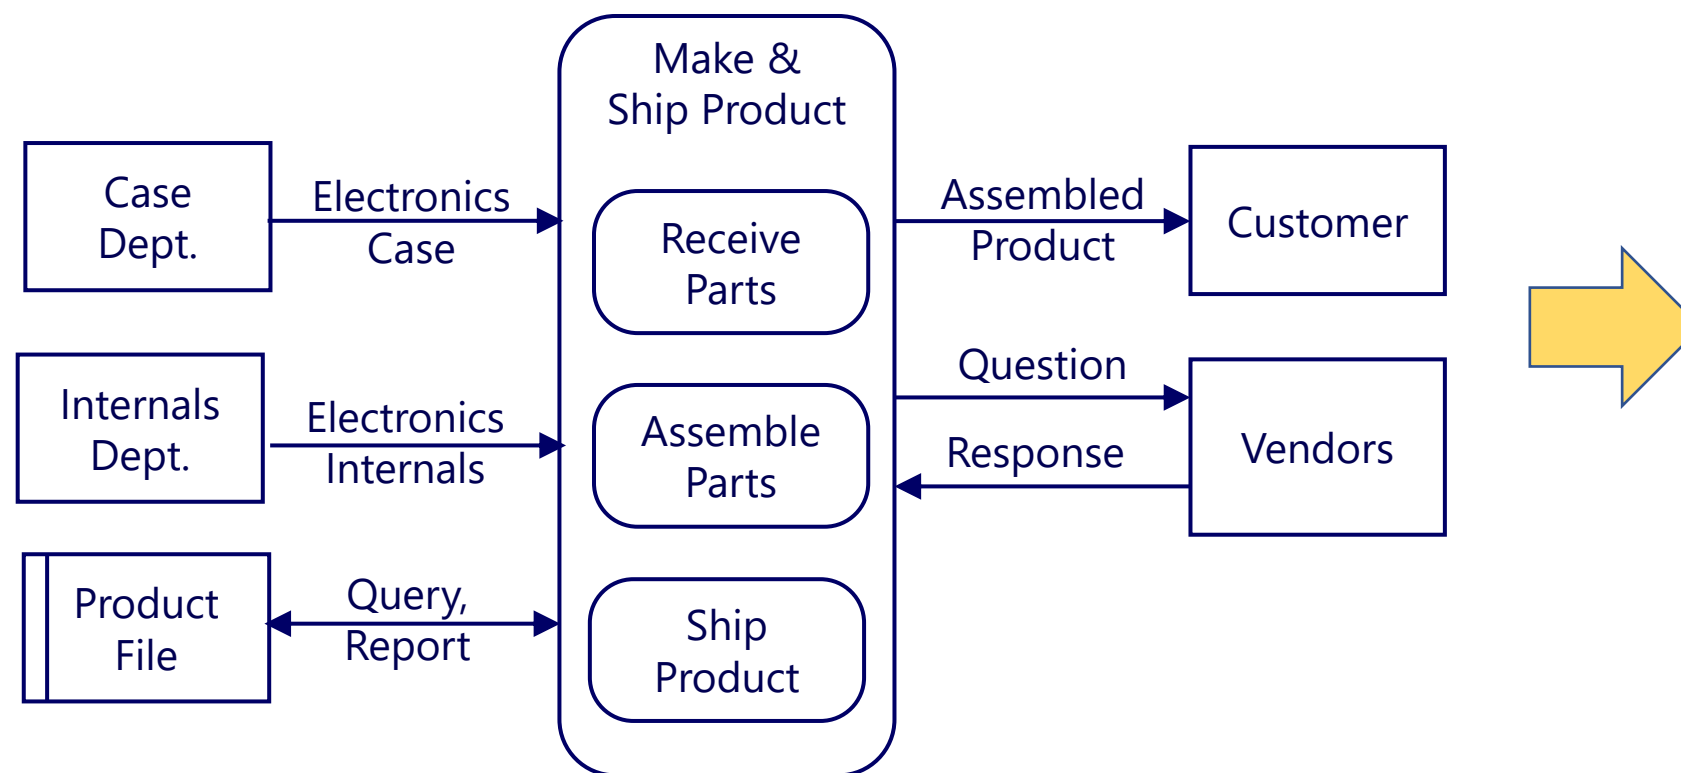 Make &
Ship Product
Case
Dept.
Electronics
Case
Receive
Parts
Assembled
Product
Customer
Internals
Dept.
Electronics
Internals
Assemble
Parts
Question
Response
Vendors
Product
File
Query,
Report
Ship
Product